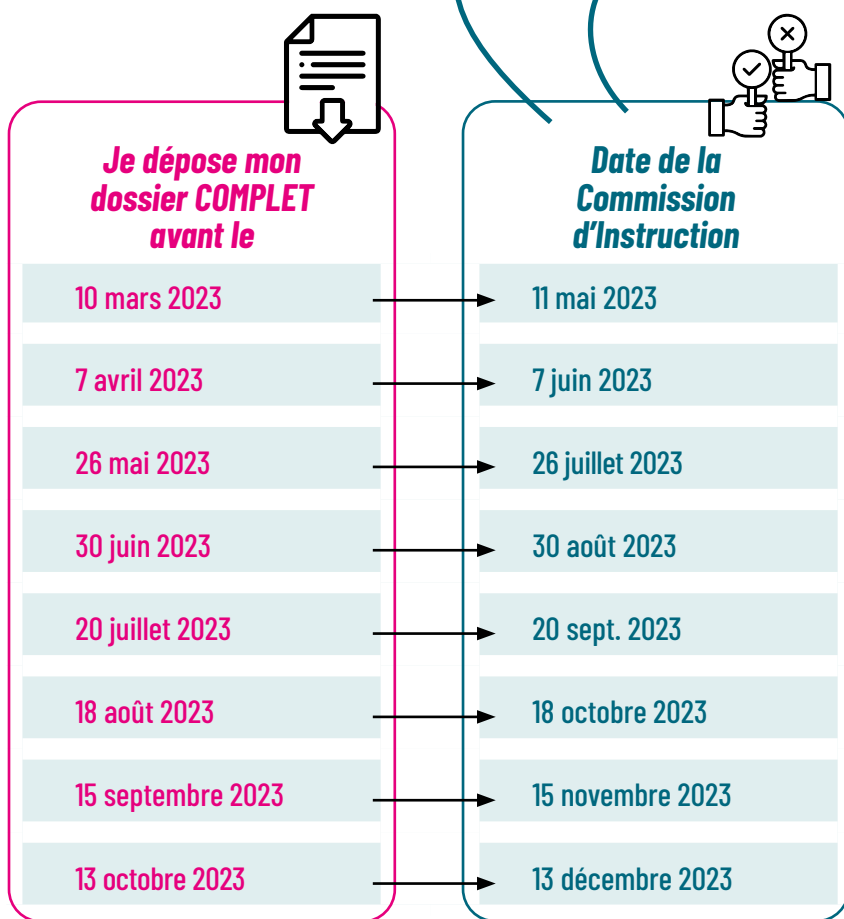 Je dépose mon
dossier COMPLET
avant le
Date de la
Commission
d'Instruction
10 mars 2023
11 mai 2023
7 avril 2023
7 juin 2023
26 mai 2023
26 juillet 2023
30 juin 2023
30 août 2023
20 juillet 2023
20 sept. 2023
18 août 2023
18 octobre 2023
15 septembre 2023
15 novembre 2023
13 octobre 2023
13 décembre 2023